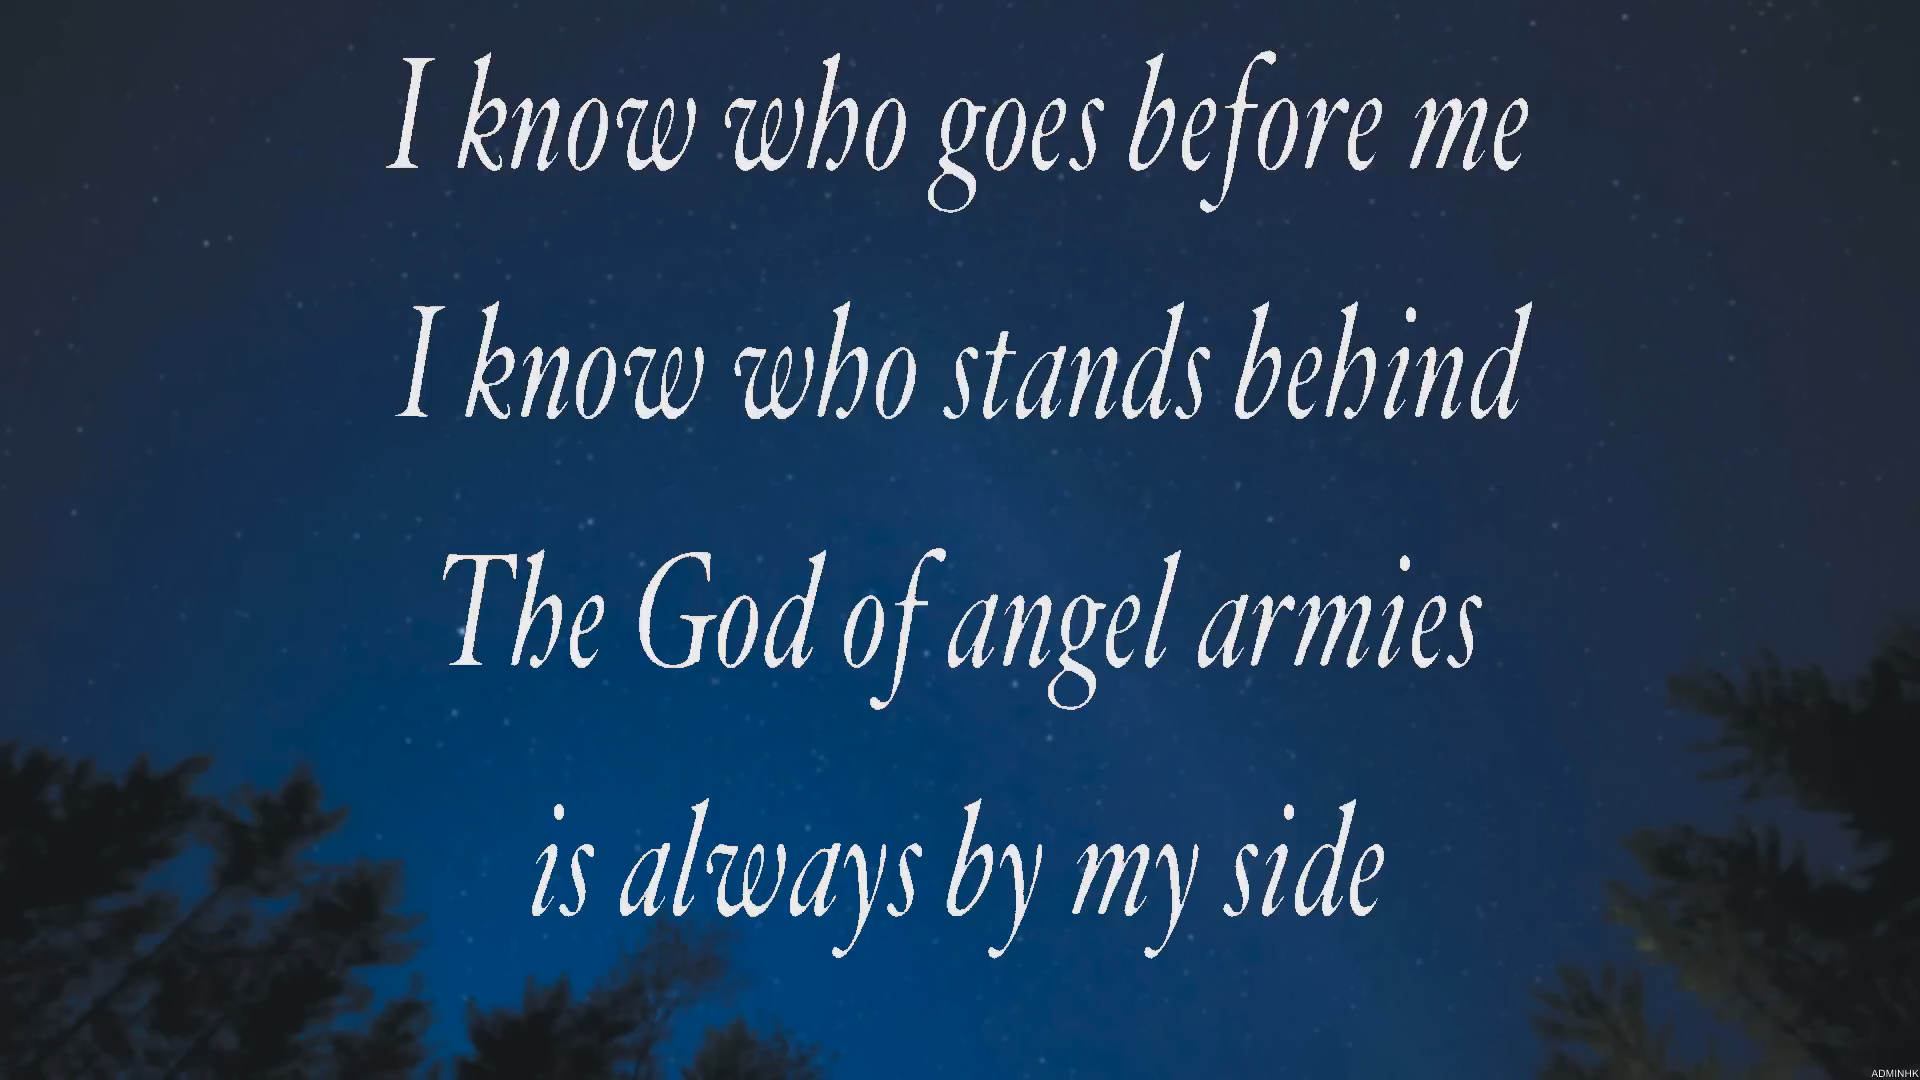 I know who goes before me
I know who stands behind
The God of angel armies
is always by my side
ADMINHK